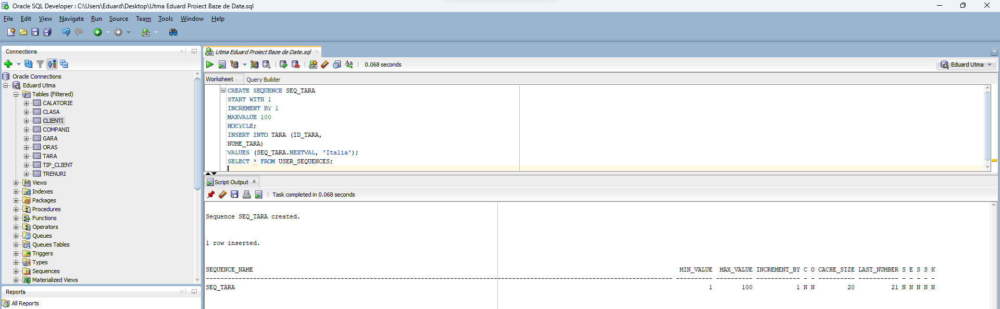 Oracle SQL Developer : C:\Users\Eduard\Desktop\Utma Eduard Proiect Baze de Date.sql
File Edit View Navigate Run Source Team Tools Window Help
Connections
Oracle Connections
Eduard Utma
Tables (Filtered)
CALATORIE
CLASA
CLIENTI
COMPANII
GARA
ORAS
TARA
TIP_CLIENT
TRENURI
Views
Indexes
Packages
Procedures
Functions
Operators
Queues
Queues Tables
Triggers
Types
Sequences
Materialized Views
Reports
All Reports
Utma Eduard Proiect Baze de Date.sql
0.068 seconds
Eduard Utma
Worksheet Query Builder
CREATE SEQUENCE SEQ_TARA
START WITH 1
INCREMENT BY 1
MAXVALUE 100
NOCYCLE;
INSERT INTO TARA (ID_TARA,
NUME_TARA)
VALUES (SEQ_TARA.NEXTVAL, 'Italia');
SELECT * FROM USER_SEQUENCES;
Script Output
Task completed in 0.068 seconds
Sequence SEQ_TARA created.
1 row inserted.
SEQUENCE_NAME MIN_VALUE MAX_VALUE INCREMENT_BY C O CACHE_SIZE LAST_NUMBER S E S S K
SEQ_TARA 1 100 1 N N 20 21 N N N N N